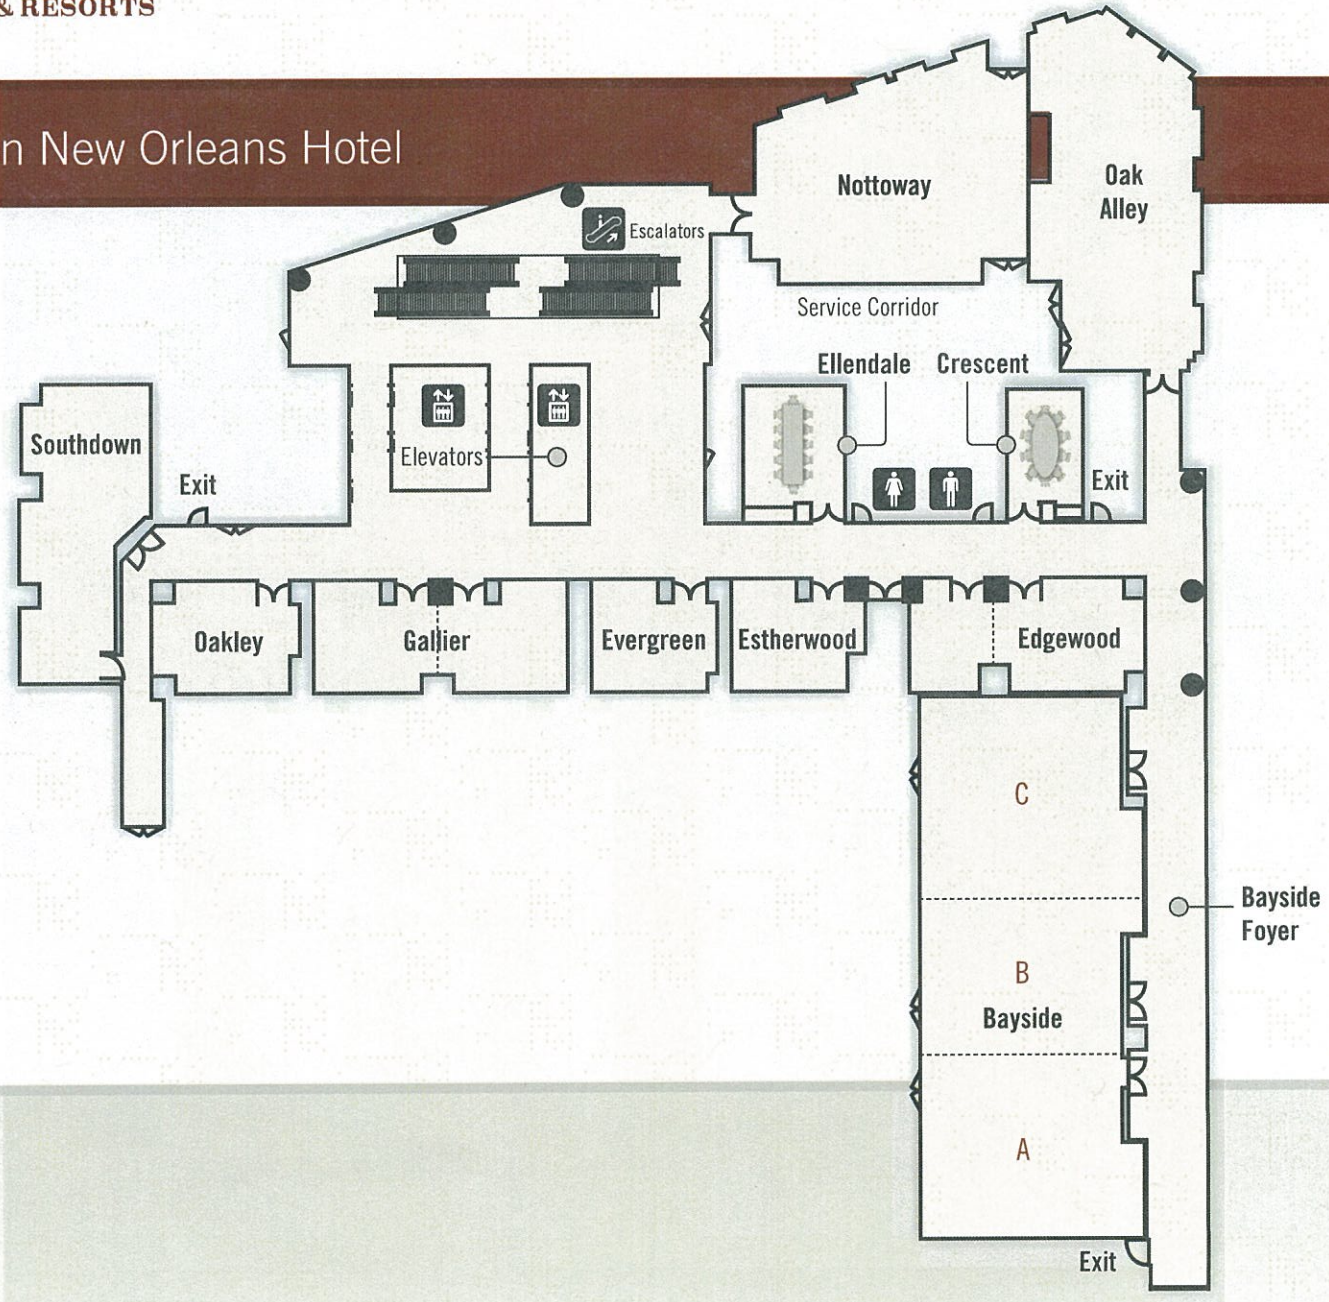 & RESORTS
n New Orleans Hotel
Nottoway
Oak
Alley
Escalators
Service Corridor
Ellendale
Crescent
Southdown
Elevators
Exit
Exit
Oakley
Gallier
Evergreen
Estherwood
Edgewood
C
Bayside
Foyer
B
Bayside
A
Exit